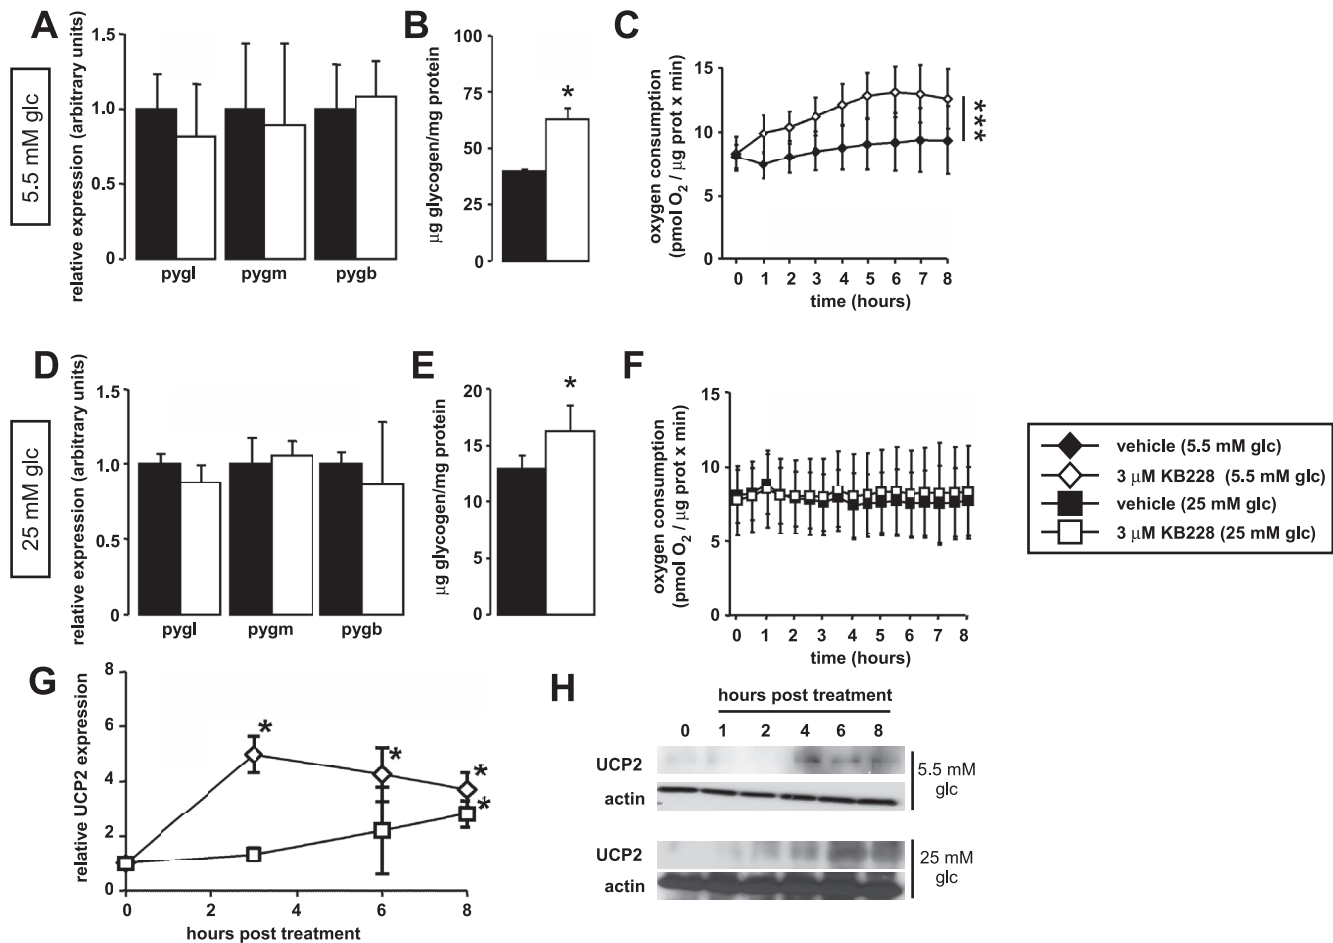 A
5.5 mM glc
relative expression (arbitrary units)
1.5
1.0
0.5
0
pygl
pygm
pygb
B
µg glycogen/mg protein
100
75
50
25
0
*
C
oxygen consumption
(pmol O2 / µg prot x min)
15
10
5
0
***
0 1 2 3 4 5 6 7 8
time (hours)
D
25 mM glc
relative expression (arbitrary units)
1.5
1.0
0.5
0
pygl
pygm
pygb
E
µg glycogen/mg protein
20
15
10
5
0
*
F
oxygen consumption
(pmol O2 / µg prot x min)
15
10
5
0
0 1 2 3 4 5 6 7 8
time (hours)
vehicle (5.5 mM glc)
3 µM KB228 (5.5 mM glc)
vehicle (25 mM glc)
3 µM KB228 (25 mM glc)
G
relative UCP2 expression
8
6
4
2
0
*
*
*
*
0 2 4 6 8
hours post treatment
H
hours post treatment
0 1 2 4 6 8
UCP2
actin
5.5 mM
glc
UCP2
actin
25 mM
glc